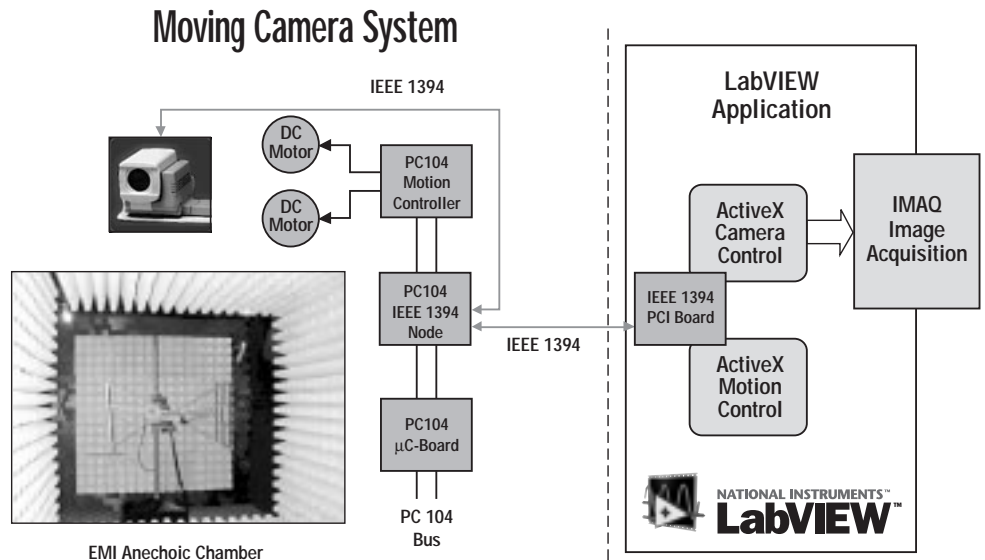 Moving Camera System
IEEE 1394
DC
Motor
DC
Motor
PC104
Motion
Controller
PC104
IEEE 1394
Node
IEEE 1394
PC104
μC-Board
PC 104
Bus
EMI Anechoic Chamber
LabVIEW
Application
ActiveX
Camera
Control
IMAQ
Image
Acquisition
IEEE 1394
PCI Board
ActiveX
Motion
Control
NATIONAL INSTRUMENTS™
LabVIEW™